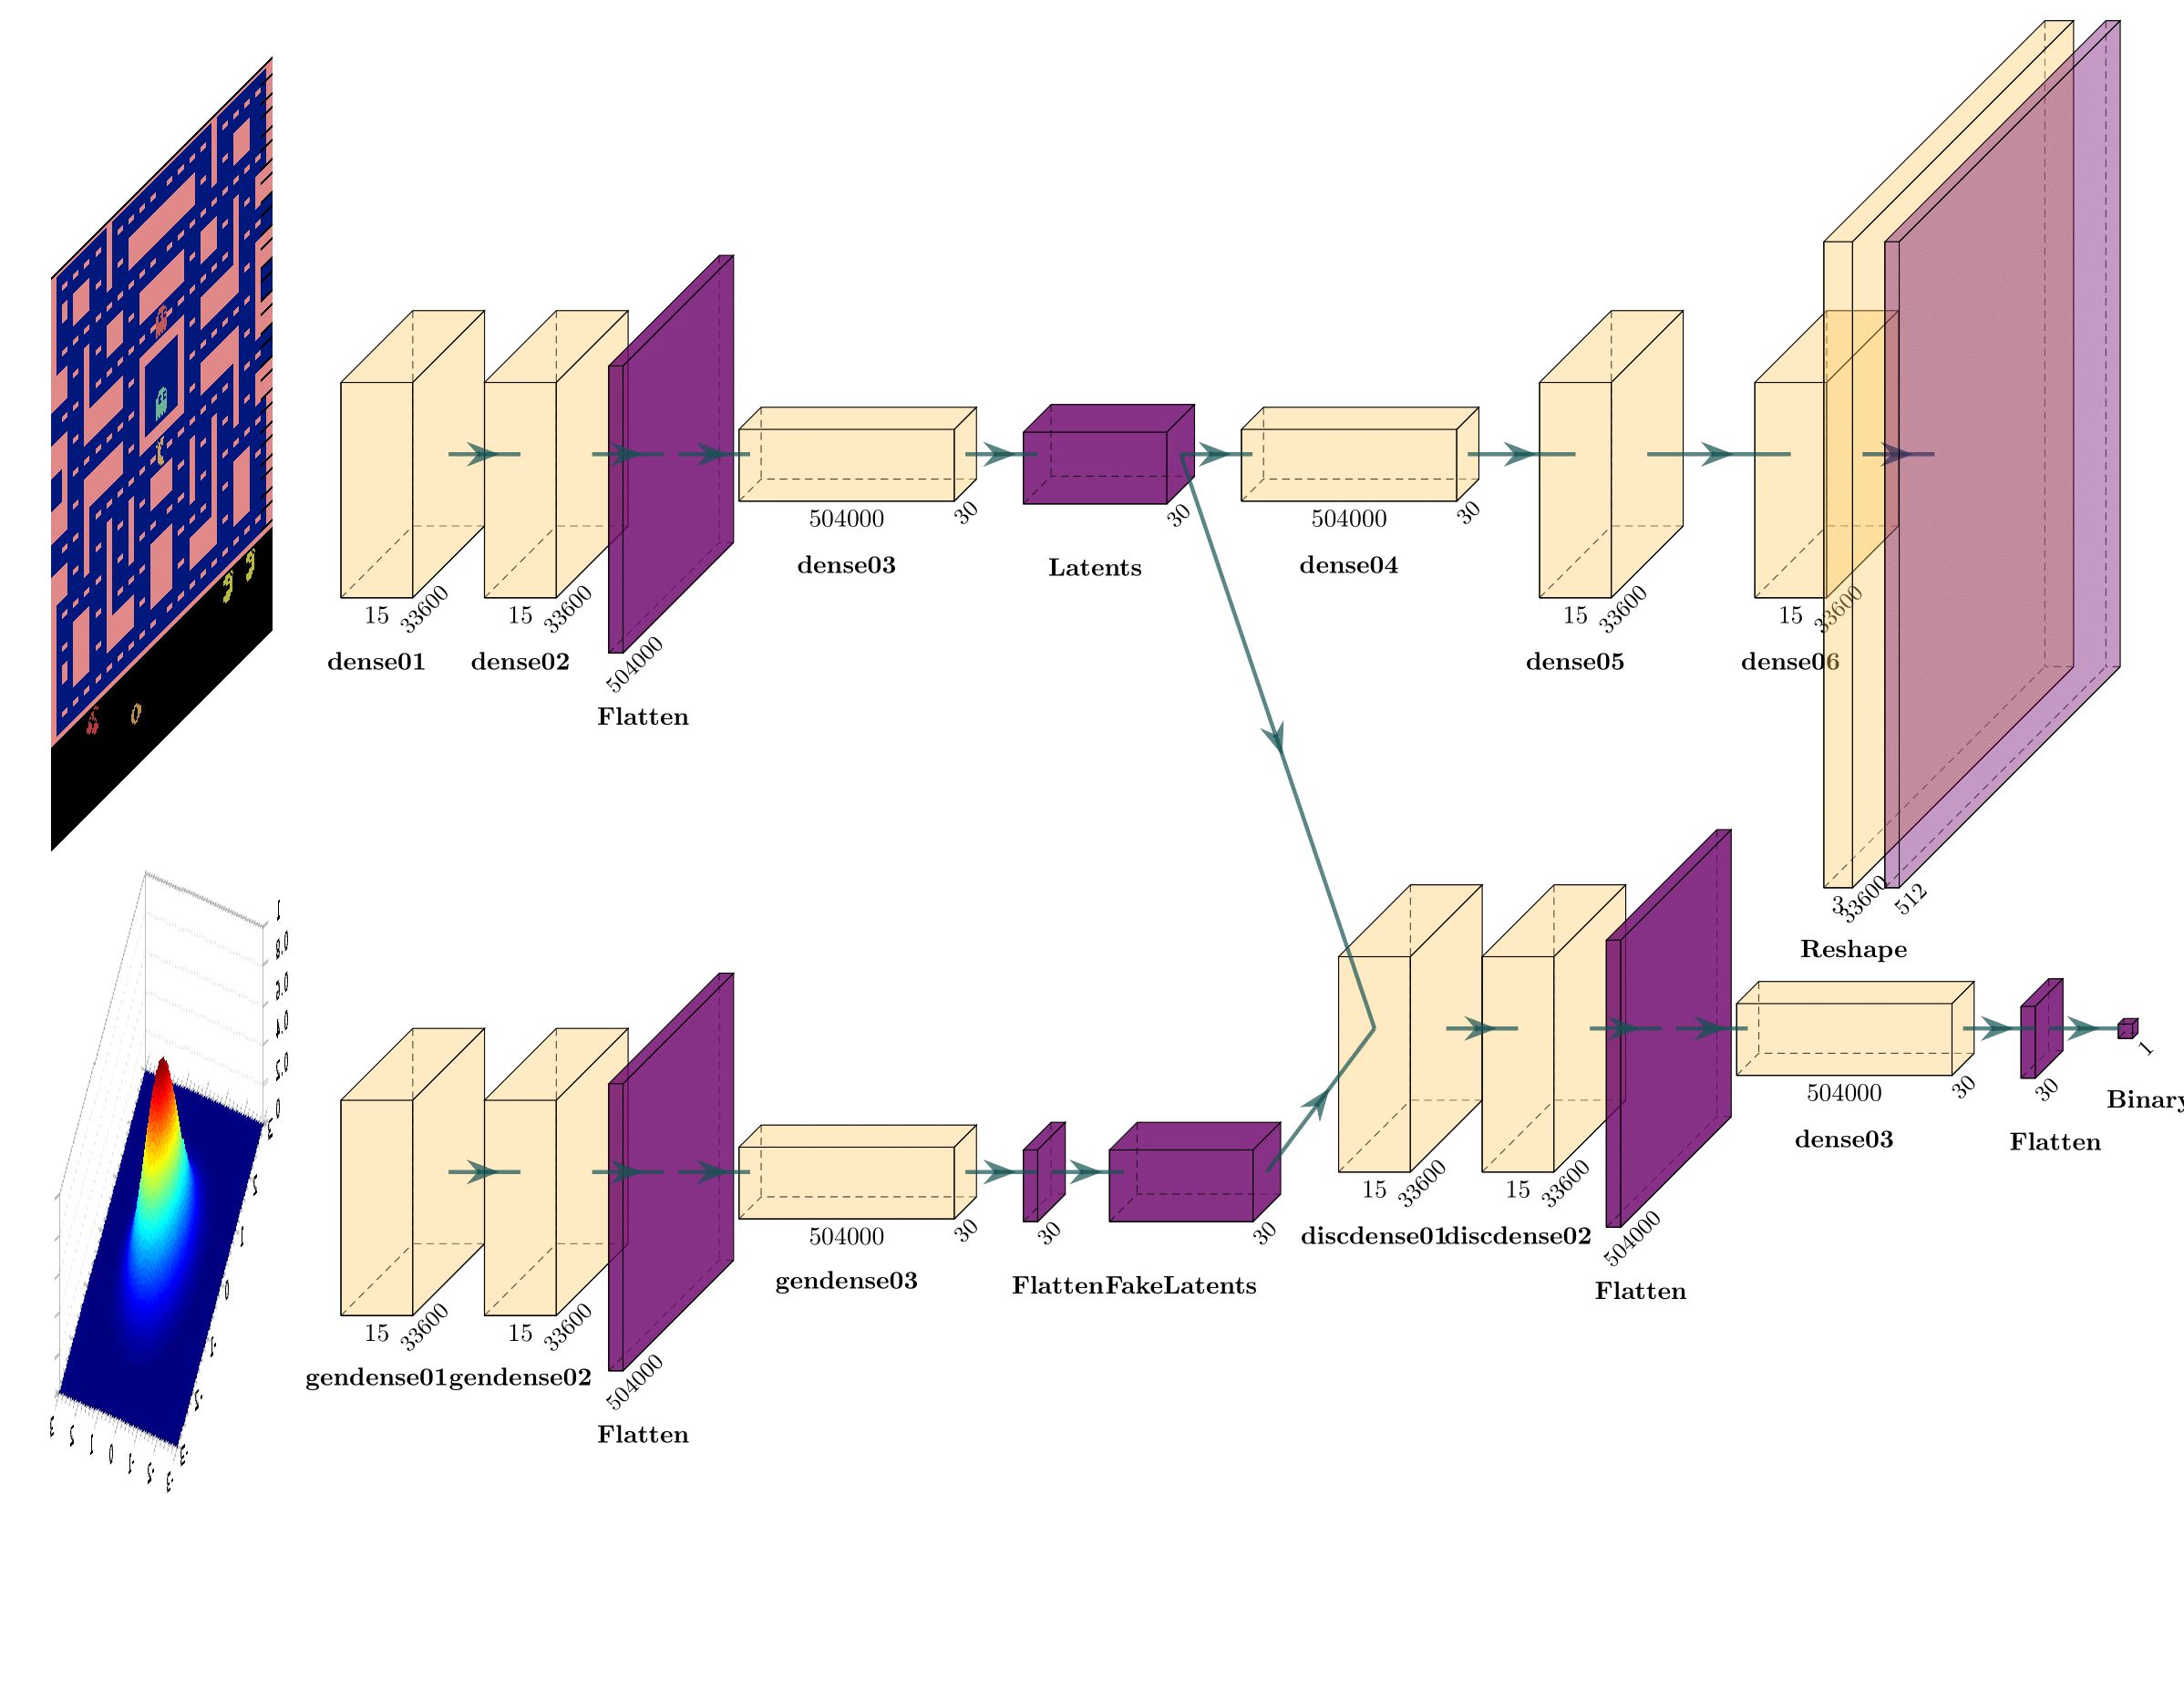 504000
30
dense03
30
Latents
504000
30
dense04
15
33600
dense01
15
33600
dense02
504000
Flatten
15
33600
dense05
15
33600
dense06
3
33600
512
Reshape
1
0.8
0.6
0.4
0.2
0
3
2
1
0
-1
-2
-3
3
2
1
0
-1
-2
-3
15
33600
gendense01
15
33600
gendense02
504000
Flatten
504000
30
gendense03
30
Flatten
30
FakeLatents
15
33600
discdense01
15
33600
discdense02
504000
Flatten
504000
30
dense03
30
Flatten
1
Binary